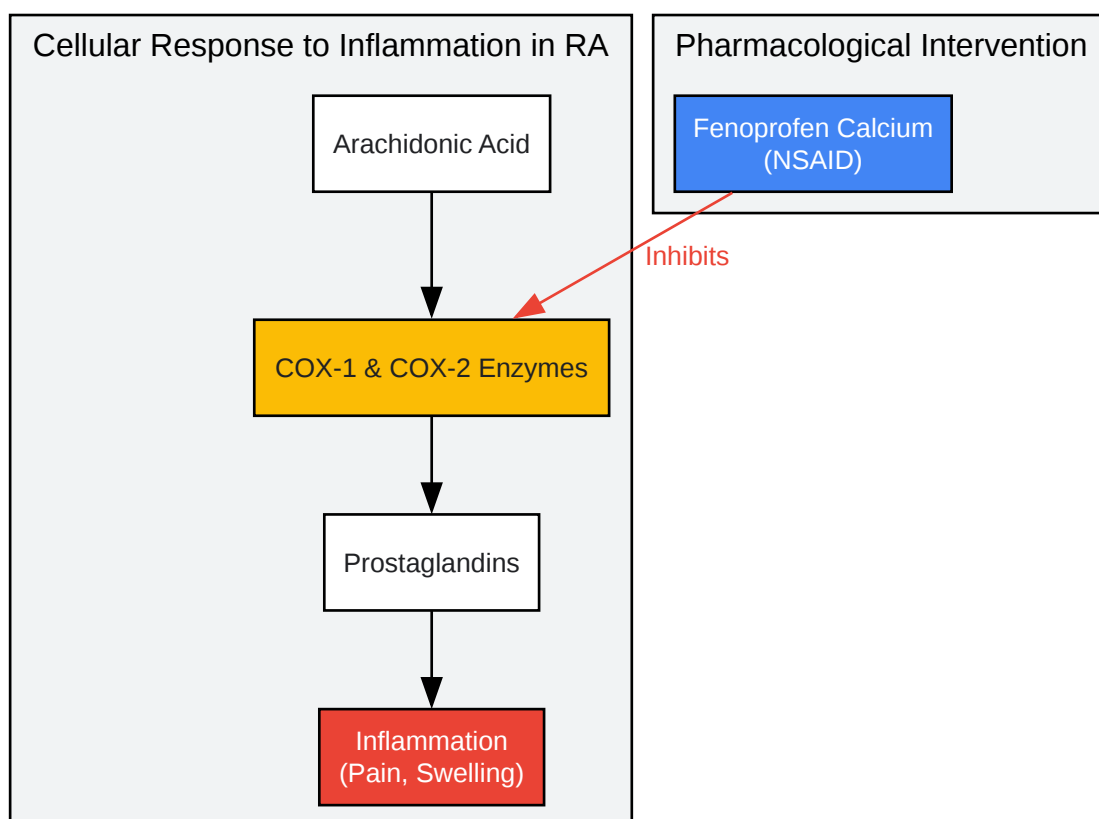 Cellular Response to Inflammation in RA
Arachidonic Acid
COX-1 & COX-2 Enzymes
Prostaglandins
Inflammation
(Pain, Swelling)
Pharmacological Intervention
Fenoprofen Calcium
(NSAID)
Inhibits